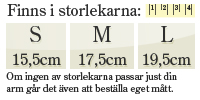 Finns i storlekarna: |1| |2| |3| |4|
S M L
15,5cm 17,5cm 19,5cm
Om ingen av storlekarna passar just din
arm går det även att beställa eget mått.